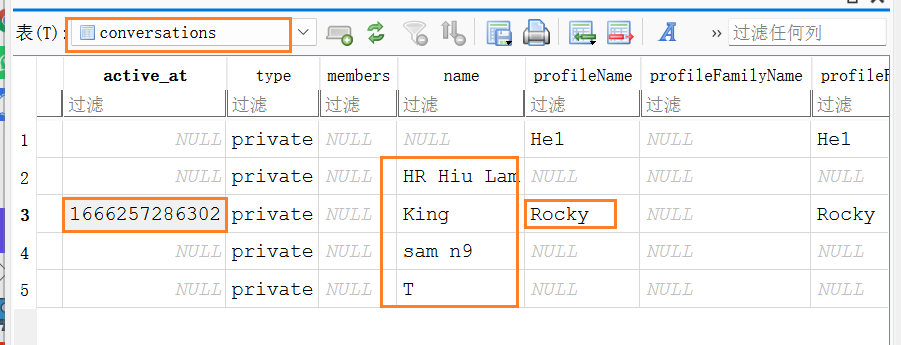 表(T): conversations A » 过滤任何列
active_at type members name profileName profileFamilyName
过滤 过滤 过滤 过滤 过滤 过滤 过滤
1 NULL private NULL NULL He1 NULL He1
2 NULL private NULL HR Hiu Lam NULL NULL NULL
3 1666257286302 private NULL King Rocky NULL Rocky
4 NULL private NULL sam n9 NULL NULL NULL
5 NULL private NULL T NULL NULL NULL